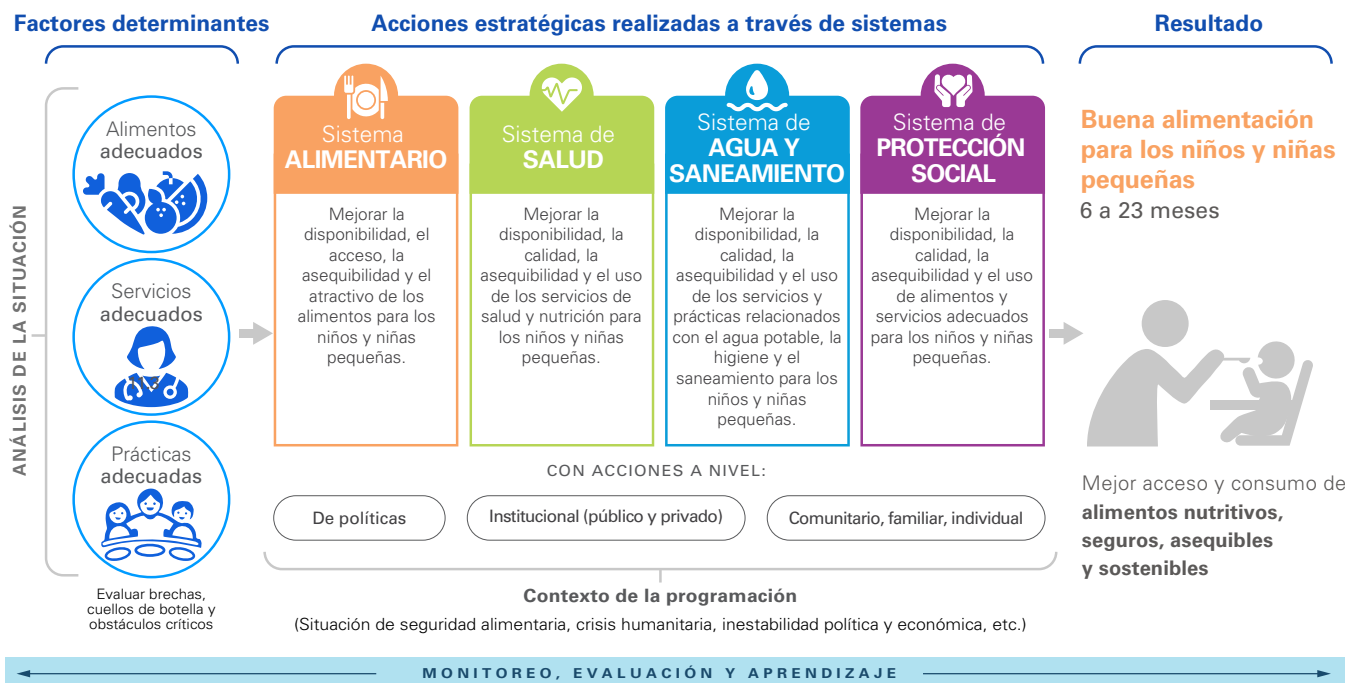 Factores determinantes
Acciones estratégicas realizadas a través de sistemas
Resultado
ANÁLISIS DE LA SITUACIÓN
Alimentos
adecuados
Servicios
adecuados
11.3
Prácticas
adecuadas
Evaluar brechas,
cuellos de botella y
obstáculos críticos
Sistema
ALIMENTARIO
Mejorar la
disponibilidad, el
acceso, la
asequibilidad y el
atractivo de los
alimentos para los
niños y niñas
pequeñas.
Sistema de
SALUD
Mejorar la
disponibilidad, la
calidad, la
asequibilidad y el uso
de los servicios de
salud y nutrición para
los niños y niñas
pequeñas.
Sistema de
AGUA Y
SANEAMIENTO
Mejorar la
disponibilidad, la
calidad, la
asequibilidad y el uso
de los servicios y
prácticas relacionados
con el agua potable, la
higiene y el
saneamiento para los
niños y niñas
pequeñas.
Sistema de
PROTECCIÓN
SOCIAL
Mejorar la
disponibilidad, la
calidad, la
asequibilidad y el uso
de alimentos y
servicios adecuados
para los niños y niñas
pequeñas.
CON ACCIONES A NIVEL:
De políticas
Institucional (público y privado)
Comunitario, familiar, individual
Contexto de la programación
(Situación de seguridad alimentaria, crisis humanitaria, inestabilidad política y económica, etc.)
Buena alimentación
para los niños y niñas
pequeñas
6 a 23 meses
Mejor acceso y consumo de
alimentos nutritivos,
seguros, asequibles
y sostenibles
MONITOREO, EVALUACIÓN Y APRENDIZAJE